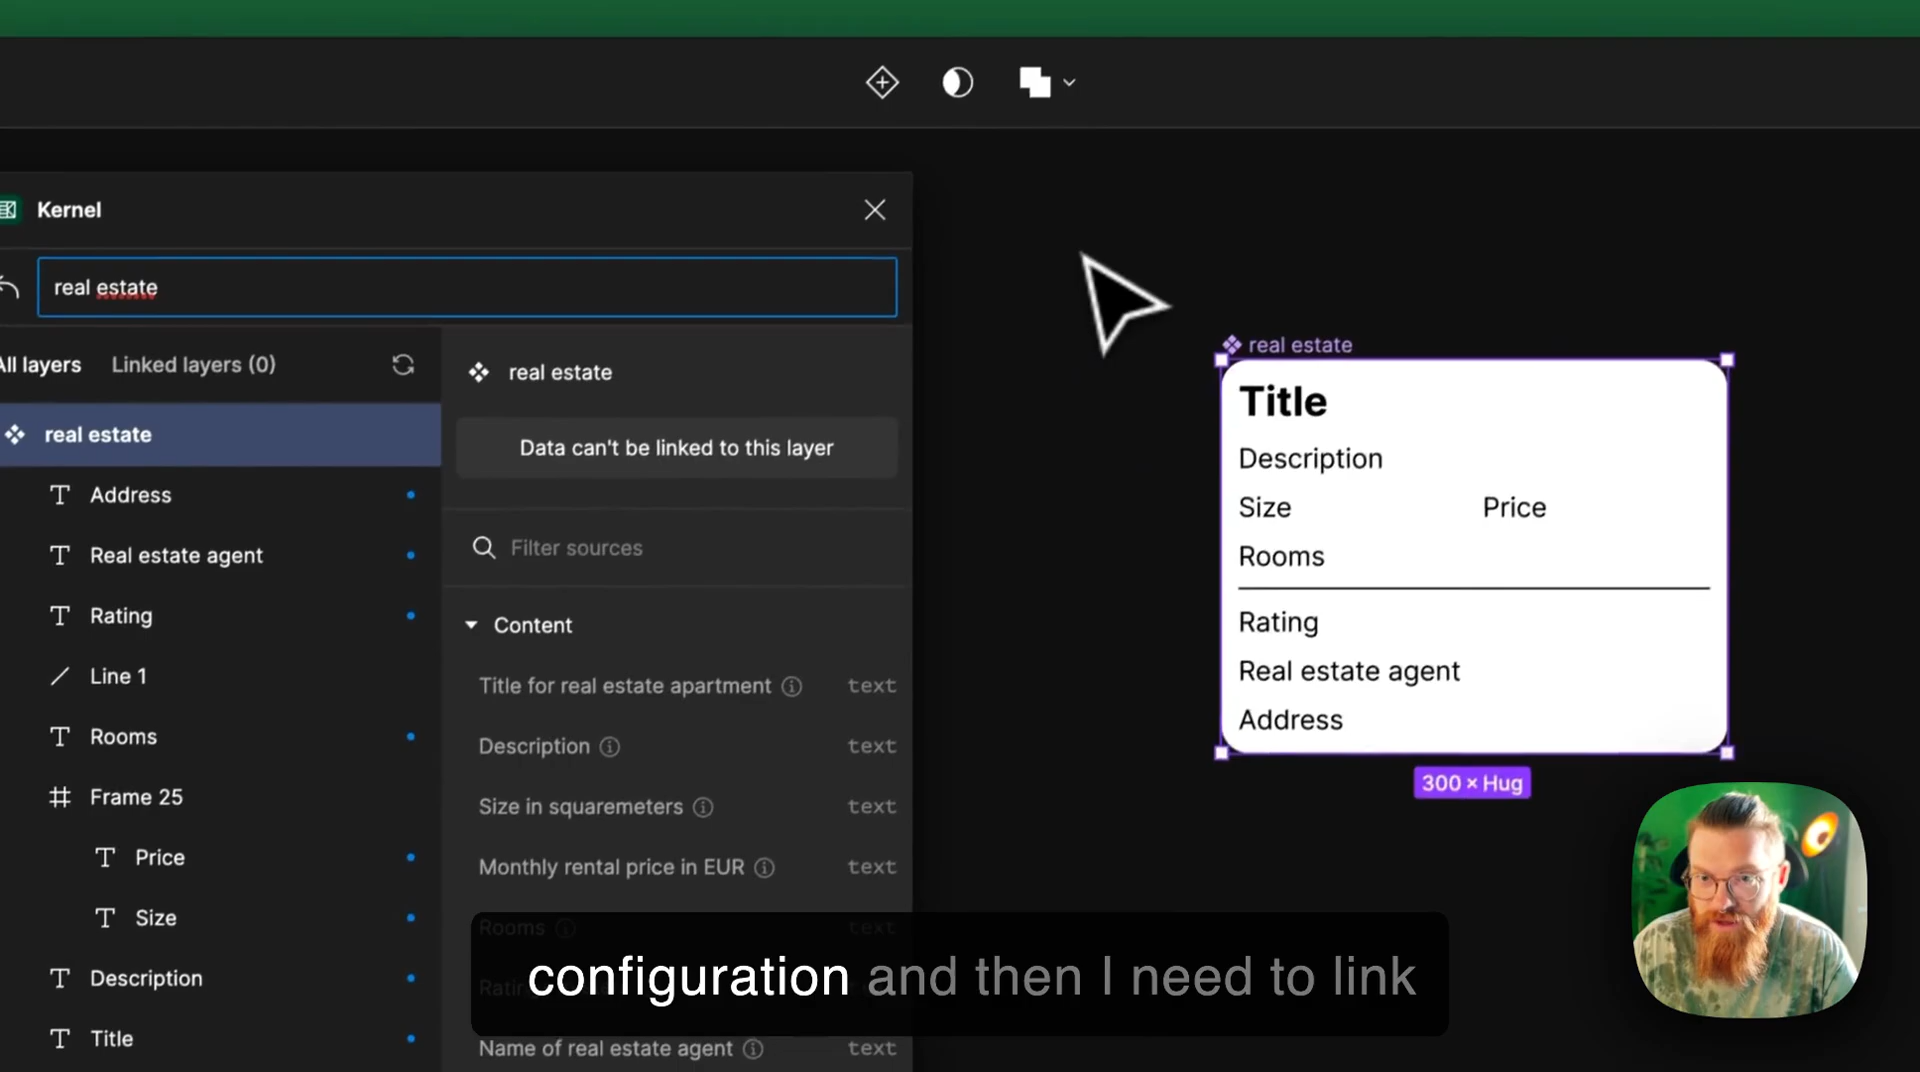 Kernel
real estate
All layers
Linked layers (0)
real estate
Address
Real estate agent
Rating
Line 1
Rooms
Frame 25
Price
Size
Description
Title
real estate
Data can't be linked to this layer
Filter sources
Content
Title for real estate apartment text
Description text
Size in squaremeters text
Monthly rental price in EUR text
Rooms text
Name of real estate agent text
configuration and then I need to link
real estate
Title
Description
Size Price
Rooms
Rating
Real estate agent
Address
300 × Hug